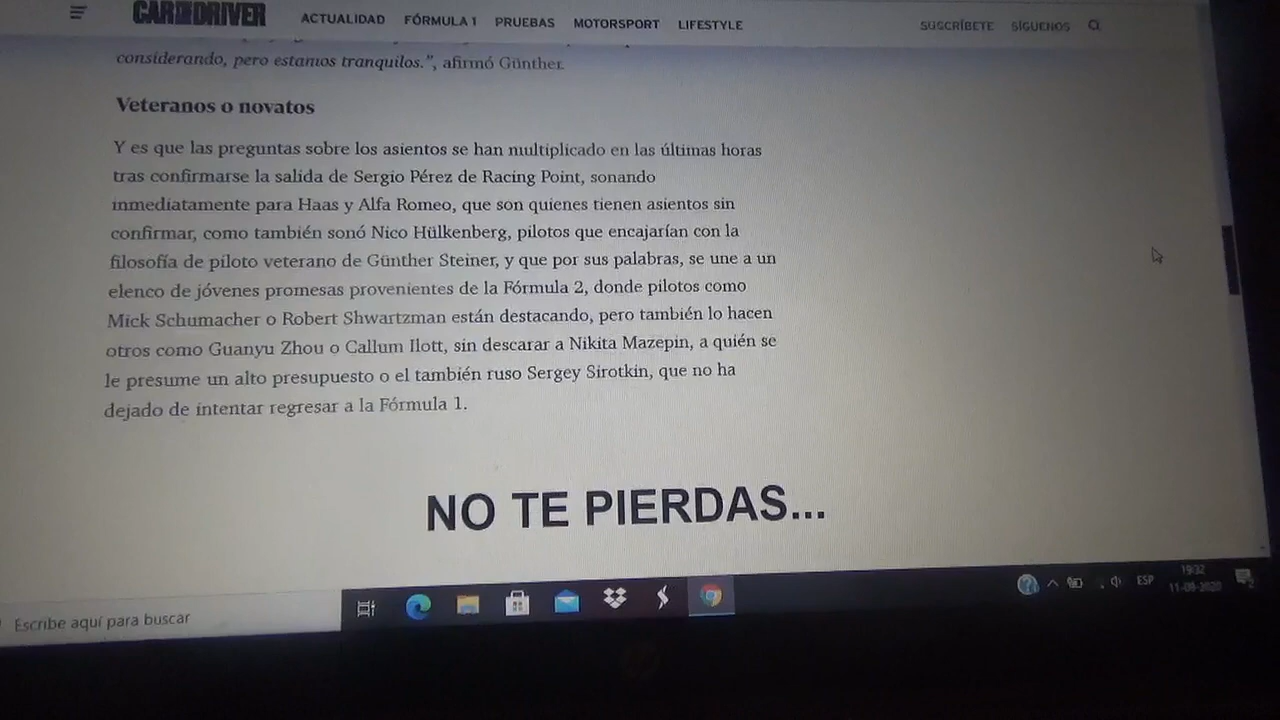 CAR AND DRIVER
ACTUALIDAD FÓRMULA 1 PRUEBAS MOTORSPORT LIFESTYLE
SUSCRÍBETE SÍGUENOS
considerando, pero estamos tranquilos.”, afirmó Günther.
Veteranos o novatos
Y es que las preguntas sobre los asientos se han multiplicado en las últimas horas
tras confirmarse la salida de Sergio Pérez de Racing Point, sonando
inmediatamente para Haas y Alfa Romeo, que son quienes tienen asientos sin
confirmar, como también sonó Nico Hülkenberg, pilotos que encajarían con la
filosofía de piloto veterano de Günther Steiner, y que por sus palabras, se une a un
elenco de jóvenes promesas provenientes de la Fórmula 2, donde pilotos como
Mick Schumacher o Robert Shwartzman están destacando, pero también lo hacen
otros como Guanyu Zhou o Callum Ilott, sin descarar a Nikita Mazepin, a quién se
le presume un alto presupuesto o el también ruso Sergey Sirotkin, que no ha
dejado de intentar regresar a la Fórmula 1.
NO TE PIERDAS...
Escribe aquí para buscar
ESP
19:32
11-09-2020